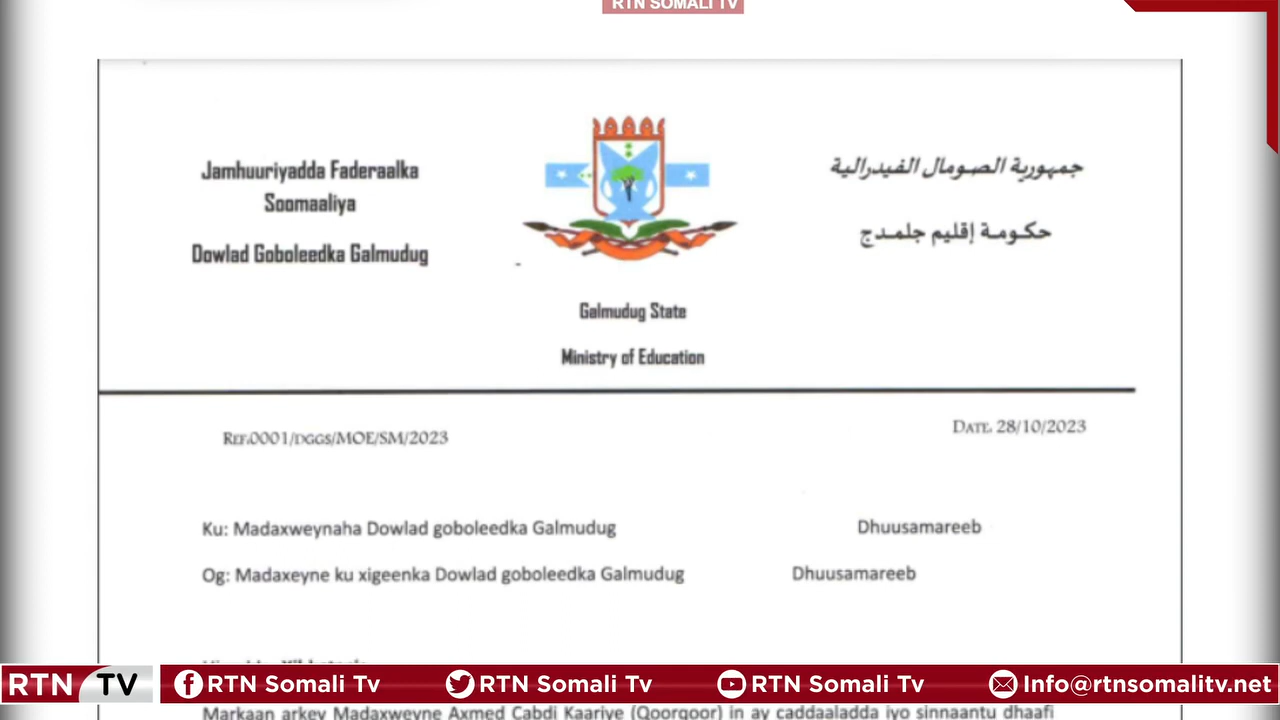 RTN SOMALI TV
Jamhuuriyadda Faderaalka
Soomaaliya
Dowlad Goboleedka Galmudug
جمهورية الصومال الفيدرالية
حكومة إقليم جلمدج
Galmudug State
Ministry of Education
REF:0001/DGGS/MOE/SM/2023
DATE. 28/10/2023
Ku: Madaxweynaha Dowlad goboleedka Galmudug Dhuusamareeb
Og: Madaxeyne ku xigeenka Dowlad goboleedka Galmudug Dhuusamareeb
RTN TV RTN Somali Tv RTN Somali Tv RTN Somali Tv Info@rtnsomalitv.net
Markaan arkey Madaxweyne Axmed Cabdi Kaariye (Qoorqoor) in ay caddaaladda iyo sinnaantu dhaafi